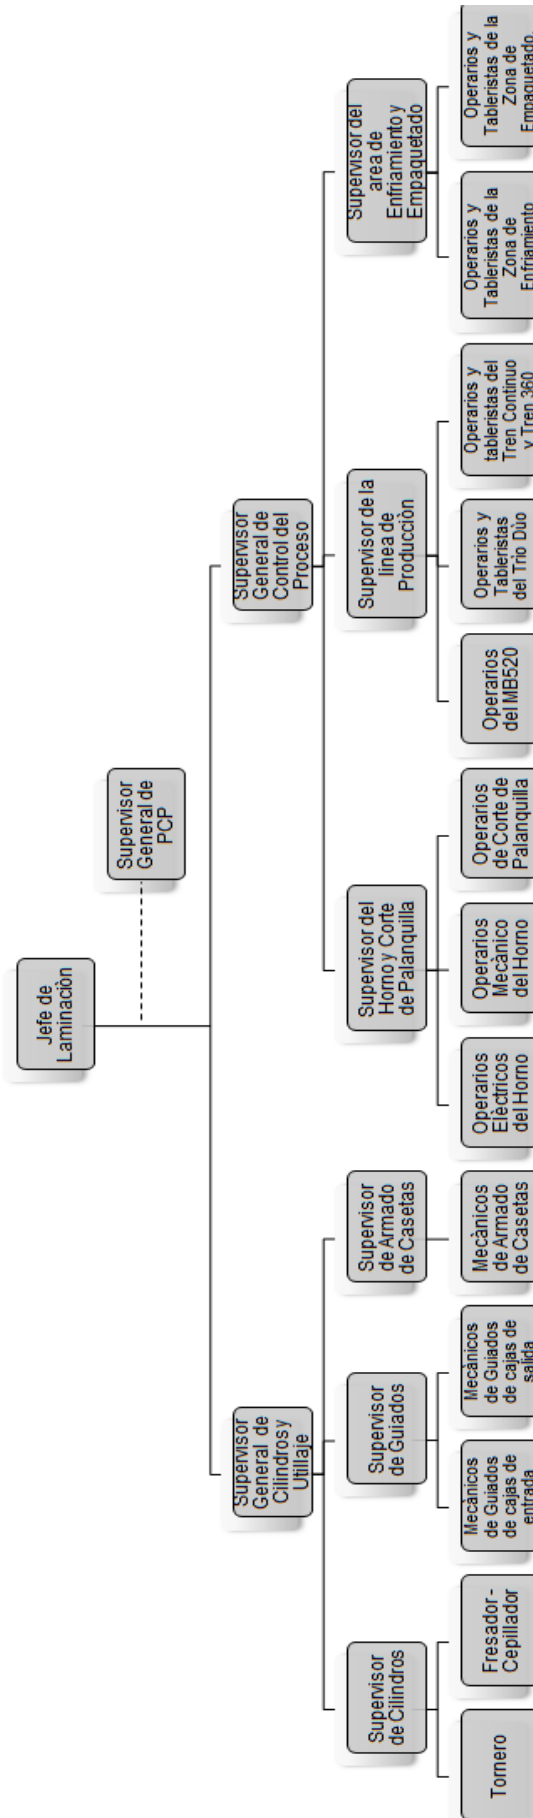 Jefe de
Laminaciòn
Supervisor
General de
PCP
Supervisor
General de
Cilindros y
Utillaje
Supervisor
General de
Control del
Proceso
Supervisor
de Cilindros
Supervisor
de Guiados
Supervisor
de Armado
de Casetas
Supervisor del
Horno y Corte
de Palanquilla
Supervisor de la
linea de
Producciòn
Supervisor del
area de
Enfriamiento y
Empaquetado
Tornero
Fresador-
Cepillador
Mecànicos
de Guiados
de cajas de
entrada
Mecànicos
de Guiados
de cajas de
salida
Mecànicos
de Armado
de Casetas
Operarios
Elèctricos
del Horno
Operarios
Mecànico
del Horno
Operarios
de Corte de
Palanquilla
Operarios
del MB520
Operarios y
Tableristas
del Trìo Dùo
Operarios y
tableristas del
Tren Continuo
y Tren 360
Operarios y
Tableristas de la
Zona de
Enfriamiento
Operarios y
Tableristas de la
Zona de
Empaquetado